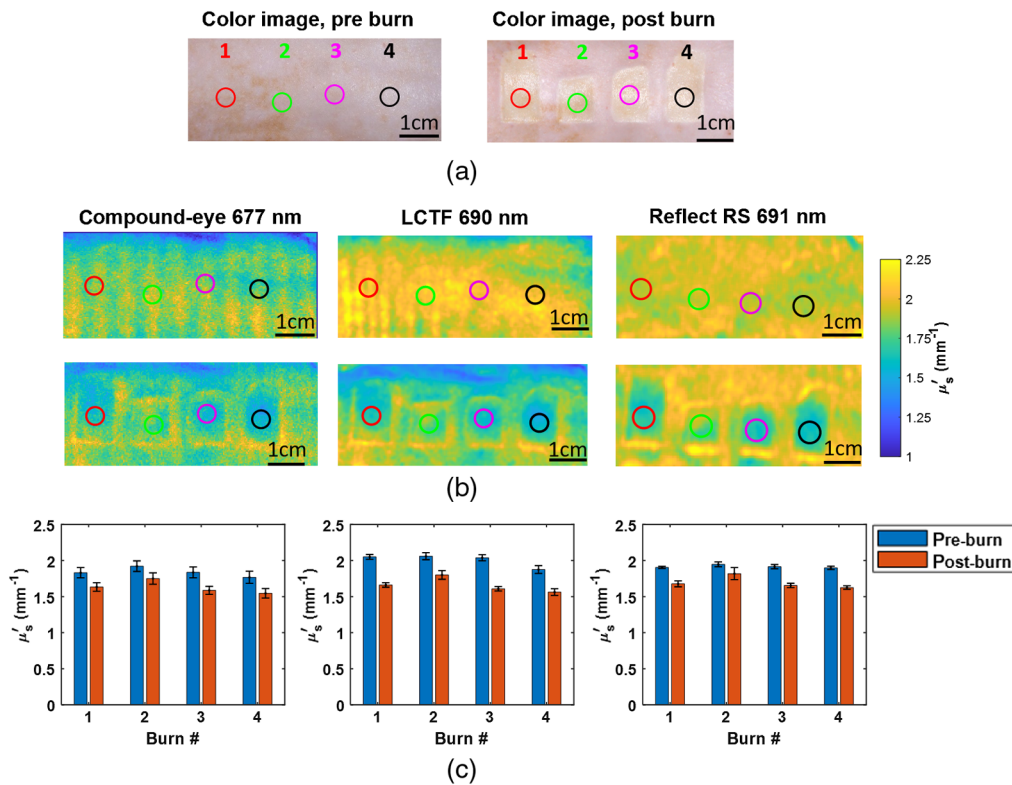 Color image, pre burn
Color image, post burn
1 2 3 4
1cm
1 2 3 4
1cm
(a)
Compound-eye 677 nm
LCTF 690 nm
Reflect RS 691 nm
1cm
1cm
1cm
2.25
2
1.75
1.5
1.25
1
μ′s (mm⁻¹)
1cm
1cm
1cm
(b)
2.5
2
1.5
1
0.5
0
μ′s (mm⁻¹)
1 2 3 4
Burn #
2.5
2
1.5
1
0.5
0
μ′s (mm⁻¹)
1 2 3 4
Burn #
2.5
2
1.5
1
0.5
0
μ′s (mm⁻¹)
1 2 3 4
Burn #
Pre-burn
Post-burn
(c)